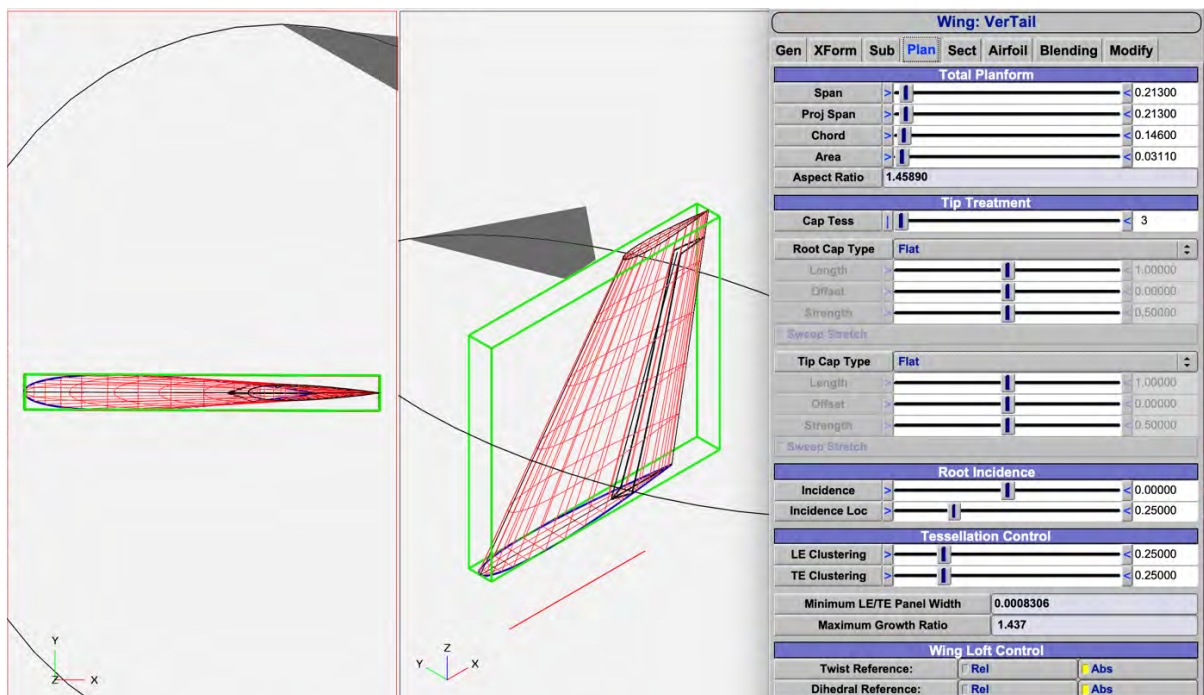 Wing: VerTail
Gen XForm Sub Plan Sect Airfoil Blending Modify
Total Planform
Span > < 0.21300
Proj Span > < 0.21300
Chord > < 0.14600
Area > < 0.03110
Aspect Ratio 1.45890
Tip Treatment
Cap Tess | < 3
Root Cap Type Flat
Length > < 1.00000
Offset > < 0.00000
Strength > < 0.50000
Sweep Stretch
Tip Cap Type Flat
Length > < 1.00000
Offset > < 0.00000
Strength > < 0.50000
Sweep Stretch
Root Incidence
Incidence > < 0.00000
Incidence Loc > < 0.25000
Tessellation Control
LE Clustering > < 0.25000
TE Clustering > < 0.25000
Minimum LE/TE Panel Width 0.0008306
Maximum Growth Ratio 1.437
Wing Loft Control
Twist Reference: Rel Abs
Dihedral Reference: Rel Abs
Y
Z X
Z
Y X